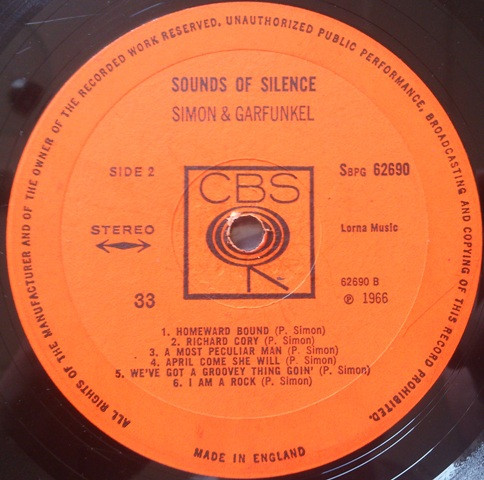 ALL RIGHTS OF THE MANUFACTURER AND OF THE OWNER OF THE RECORDED WORK RESERVED, UNAUTHORIZED PUBLIC PERFORMANCE, BROADCASTING AND COPYING OF THIS RECORD PROHIBITED.
SOUNDS OF SILENCE
SIMON & GARFUNKEL
SIDE 2
SBPG 62690
CBS
STEREO
Lorna Music
33
62690 B
℗ 1966
1. HOMEWARD BOUND (P. Simon)
2. RICHARD CORY (P. Simon)
3. A MOST PECULIAR MAN (P. Simon)
4. APRIL COME SHE WILL (P. Simon)
5. WE'VE GOT A GROOVEY THING GOIN' (P. Simon)
6. I AM A ROCK (P. Simon)
MADE IN ENGLAND